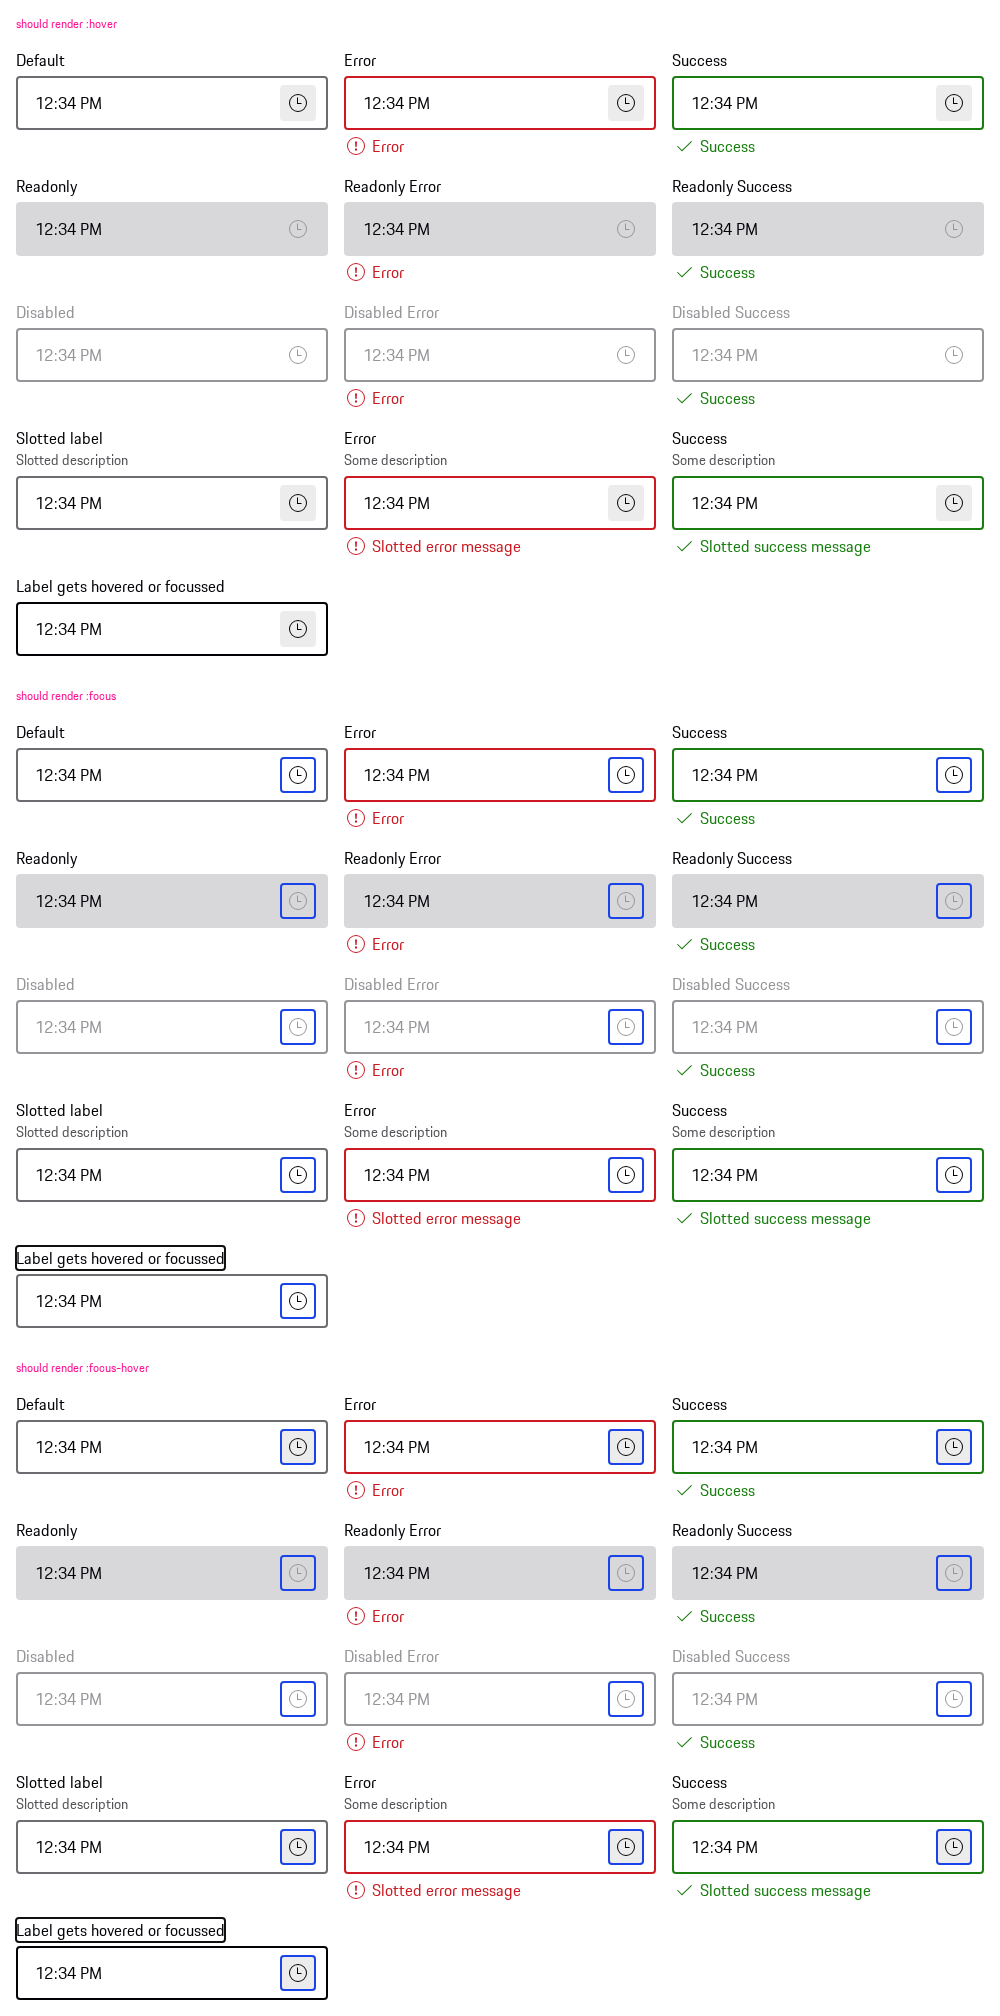 should render :hover
Default Error Success
12:34 PM 12:34 PM 12:34 PM
Error Success
Readonly Readonly Error Readonly Success
12:34 PM 12:34 PM 12:34 PM
Error Success
Disabled Disabled Error Disabled Success
12:34 PM 12:34 PM 12:34 PM
Error Success
Slotted label Error Success
Slotted description Some description Some description
12:34 PM 12:34 PM 12:34 PM
Slotted error message Slotted success message
Label gets hovered or focussed
12:34 PM
should render :focus
Default Error Success
12:34 PM 12:34 PM 12:34 PM
Error Success
Readonly Readonly Error Readonly Success
12:34 PM 12:34 PM 12:34 PM
Error Success
Disabled Disabled Error Disabled Success
12:34 PM 12:34 PM 12:34 PM
Error Success
Slotted label Error Success
Slotted description Some description Some description
12:34 PM 12:34 PM 12:34 PM
Slotted error message Slotted success message
Label gets hovered or focussed
12:34 PM
should render :focus-hover
Default Error Success
12:34 PM 12:34 PM 12:34 PM
Error Success
Readonly Readonly Error Readonly Success
12:34 PM 12:34 PM 12:34 PM
Error Success
Disabled Disabled Error Disabled Success
12:34 PM 12:34 PM 12:34 PM
Error Success
Slotted label Error Success
Slotted description Some description Some description
12:34 PM 12:34 PM 12:34 PM
Slotted error message Slotted success message
Label gets hovered or focussed
12:34 PM